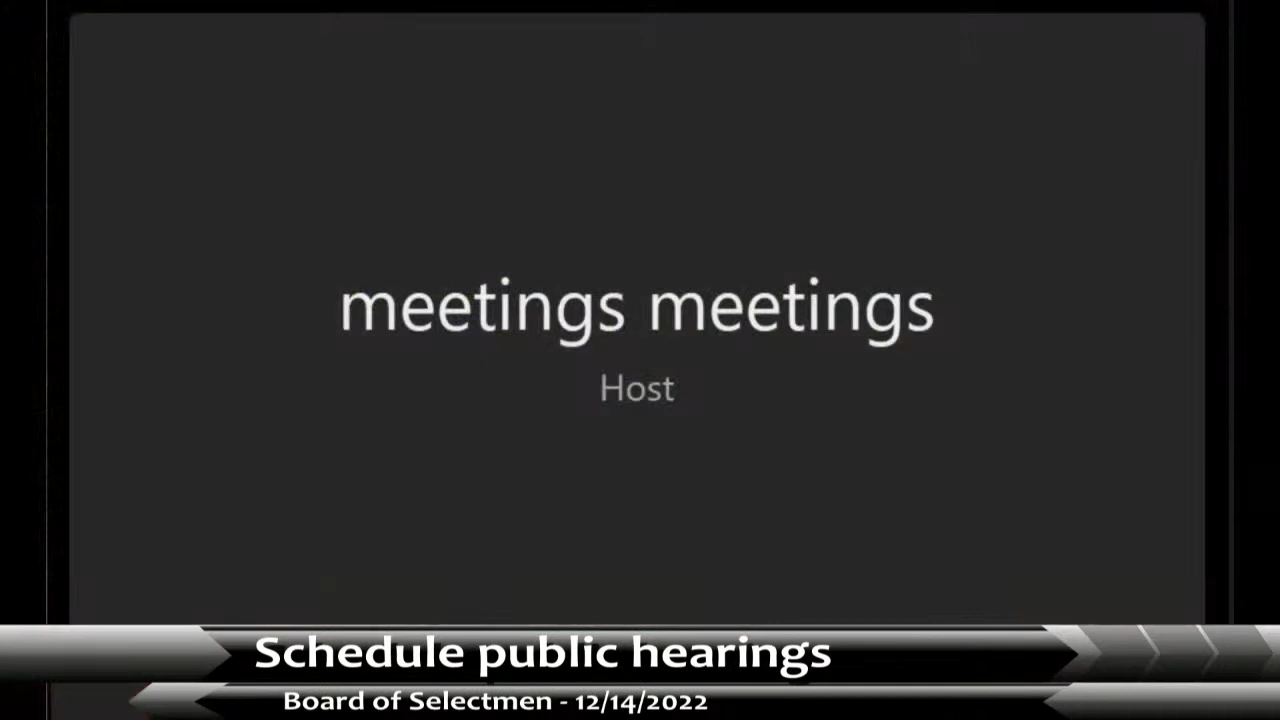 meetings meetings
Host
Schedule public hearings
Board of Selectmen - 12/14/2022